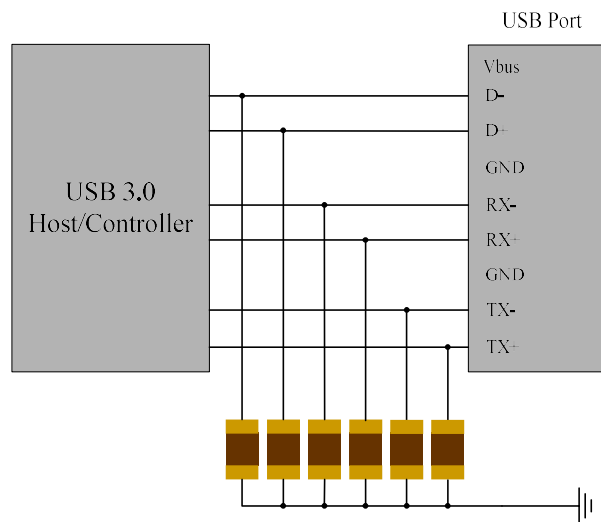 USB Port
USB 3.0
Host/Controller
Vbus
D-
D+
GND
RX-
RX+
GND
TX-
TX+